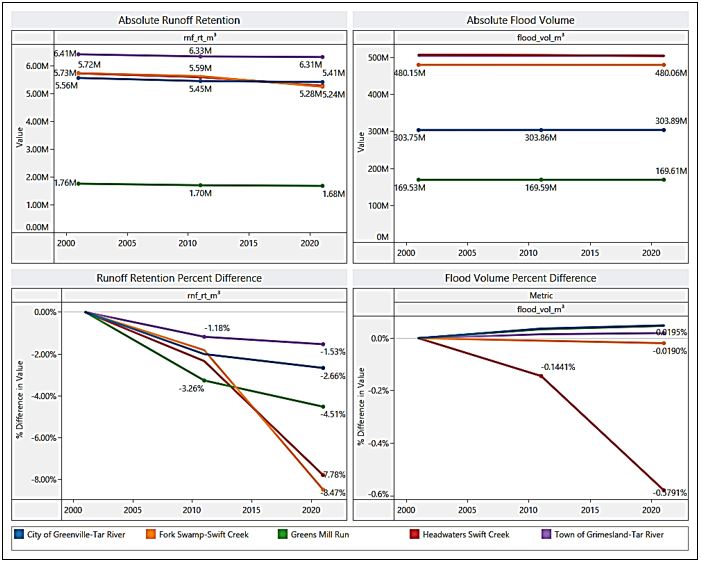 Absolute Runoff Retention
rnf_rt_m³
Value
6.00M
5.00M
4.00M
3.00M
2.00M
1.00M
0.00M
6.41M
6.33M
6.31M
5.72M
5.73M
5.59M
5.41M
5.56M
5.45M
5.28M
5.24M
1.76M
1.70M
1.68M
2000
2005
2010
2015
2020
Absolute Flood Volume
flood_vol_m³
Value
500M
400M
300M
200M
100M
0M
480.15M
480.06M
303.75M
303.86M
303.89M
169.53M
169.59M
169.61M
2000
2005
2010
2015
2020
Runoff Retention Percent Difference
rnf_rt_m³
% Difference in Value
0.00%
-2.00%
-4.00%
-6.00%
-8.00%
-1.18%
-1.53%
-2.66%
-3.26%
-4.51%
-7.78%
-8.47%
2000
2005
2010
2015
2020
Flood Volume Percent Difference
Metric
flood_vol_m³
% Difference in Value
0.0%
-0.2%
-0.4%
-0.6%
0.0195%
-0.0190%
-0.1441%
-0.5791%
2000
2005
2010
2015
2020
City of Greenville-Tar River
Fork Swamp-Swift Creek
Greens Mill Run
Headwaters Swift Creek
Town of Grimesland-Tar River